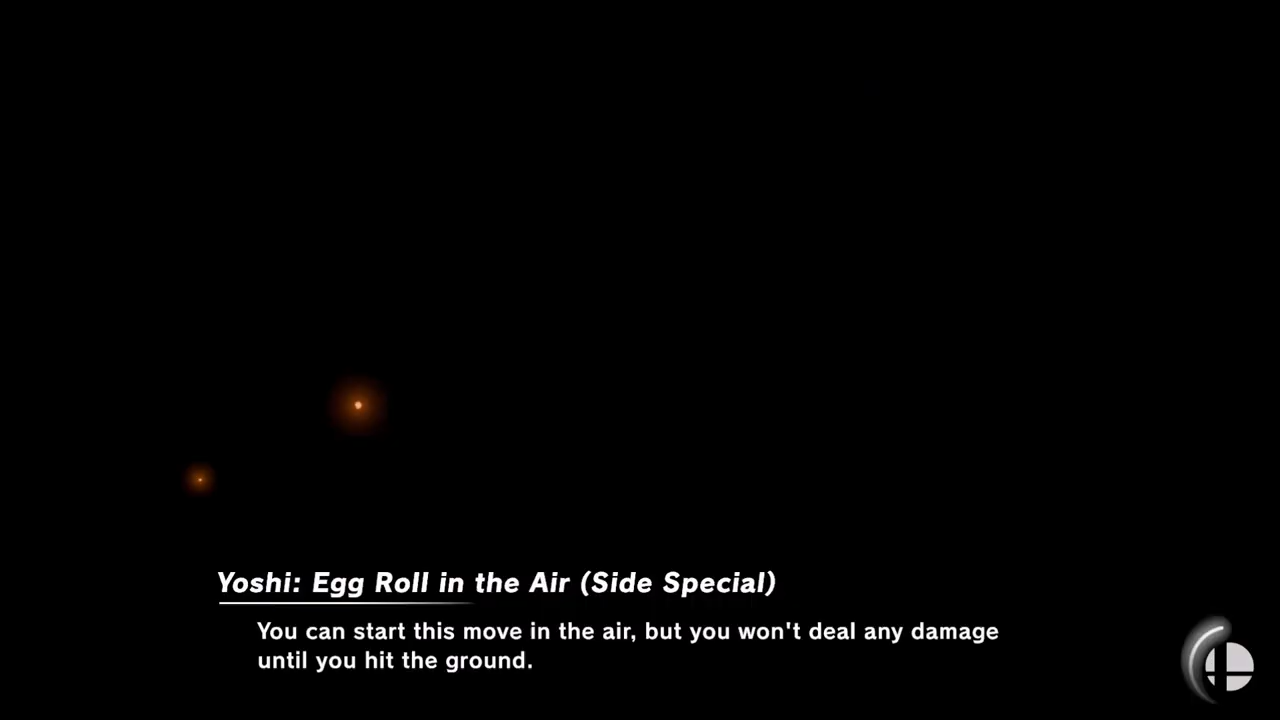 Yoshi: Egg Roll in the Air (Side Special)
You can start this move in the air, but you won't deal any damage
until you hit the ground.